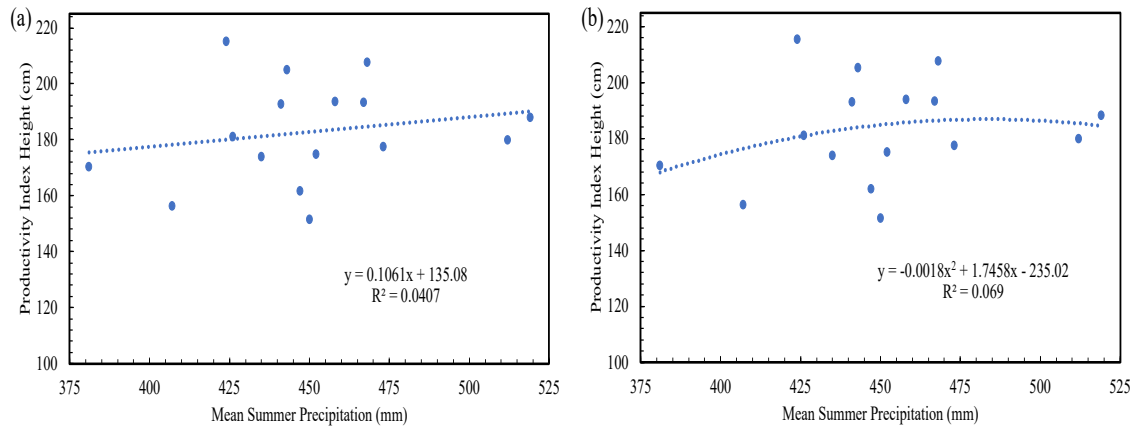 (a)
220
200
180
160
140
120
100
Productivity Index Height (cm)
y = 0.1061x + 135.08
R² = 0.0407
375 400 425 450 475 500 525
Mean Summer Precipitation (mm)
(b)
220
200
180
160
140
120
100
Productivity Index Height (cm)
y = -0.0018x² + 1.7458x - 235.02
R² = 0.069
375 400 425 450 475 500 525
Mean Summer Precipitation (mm)